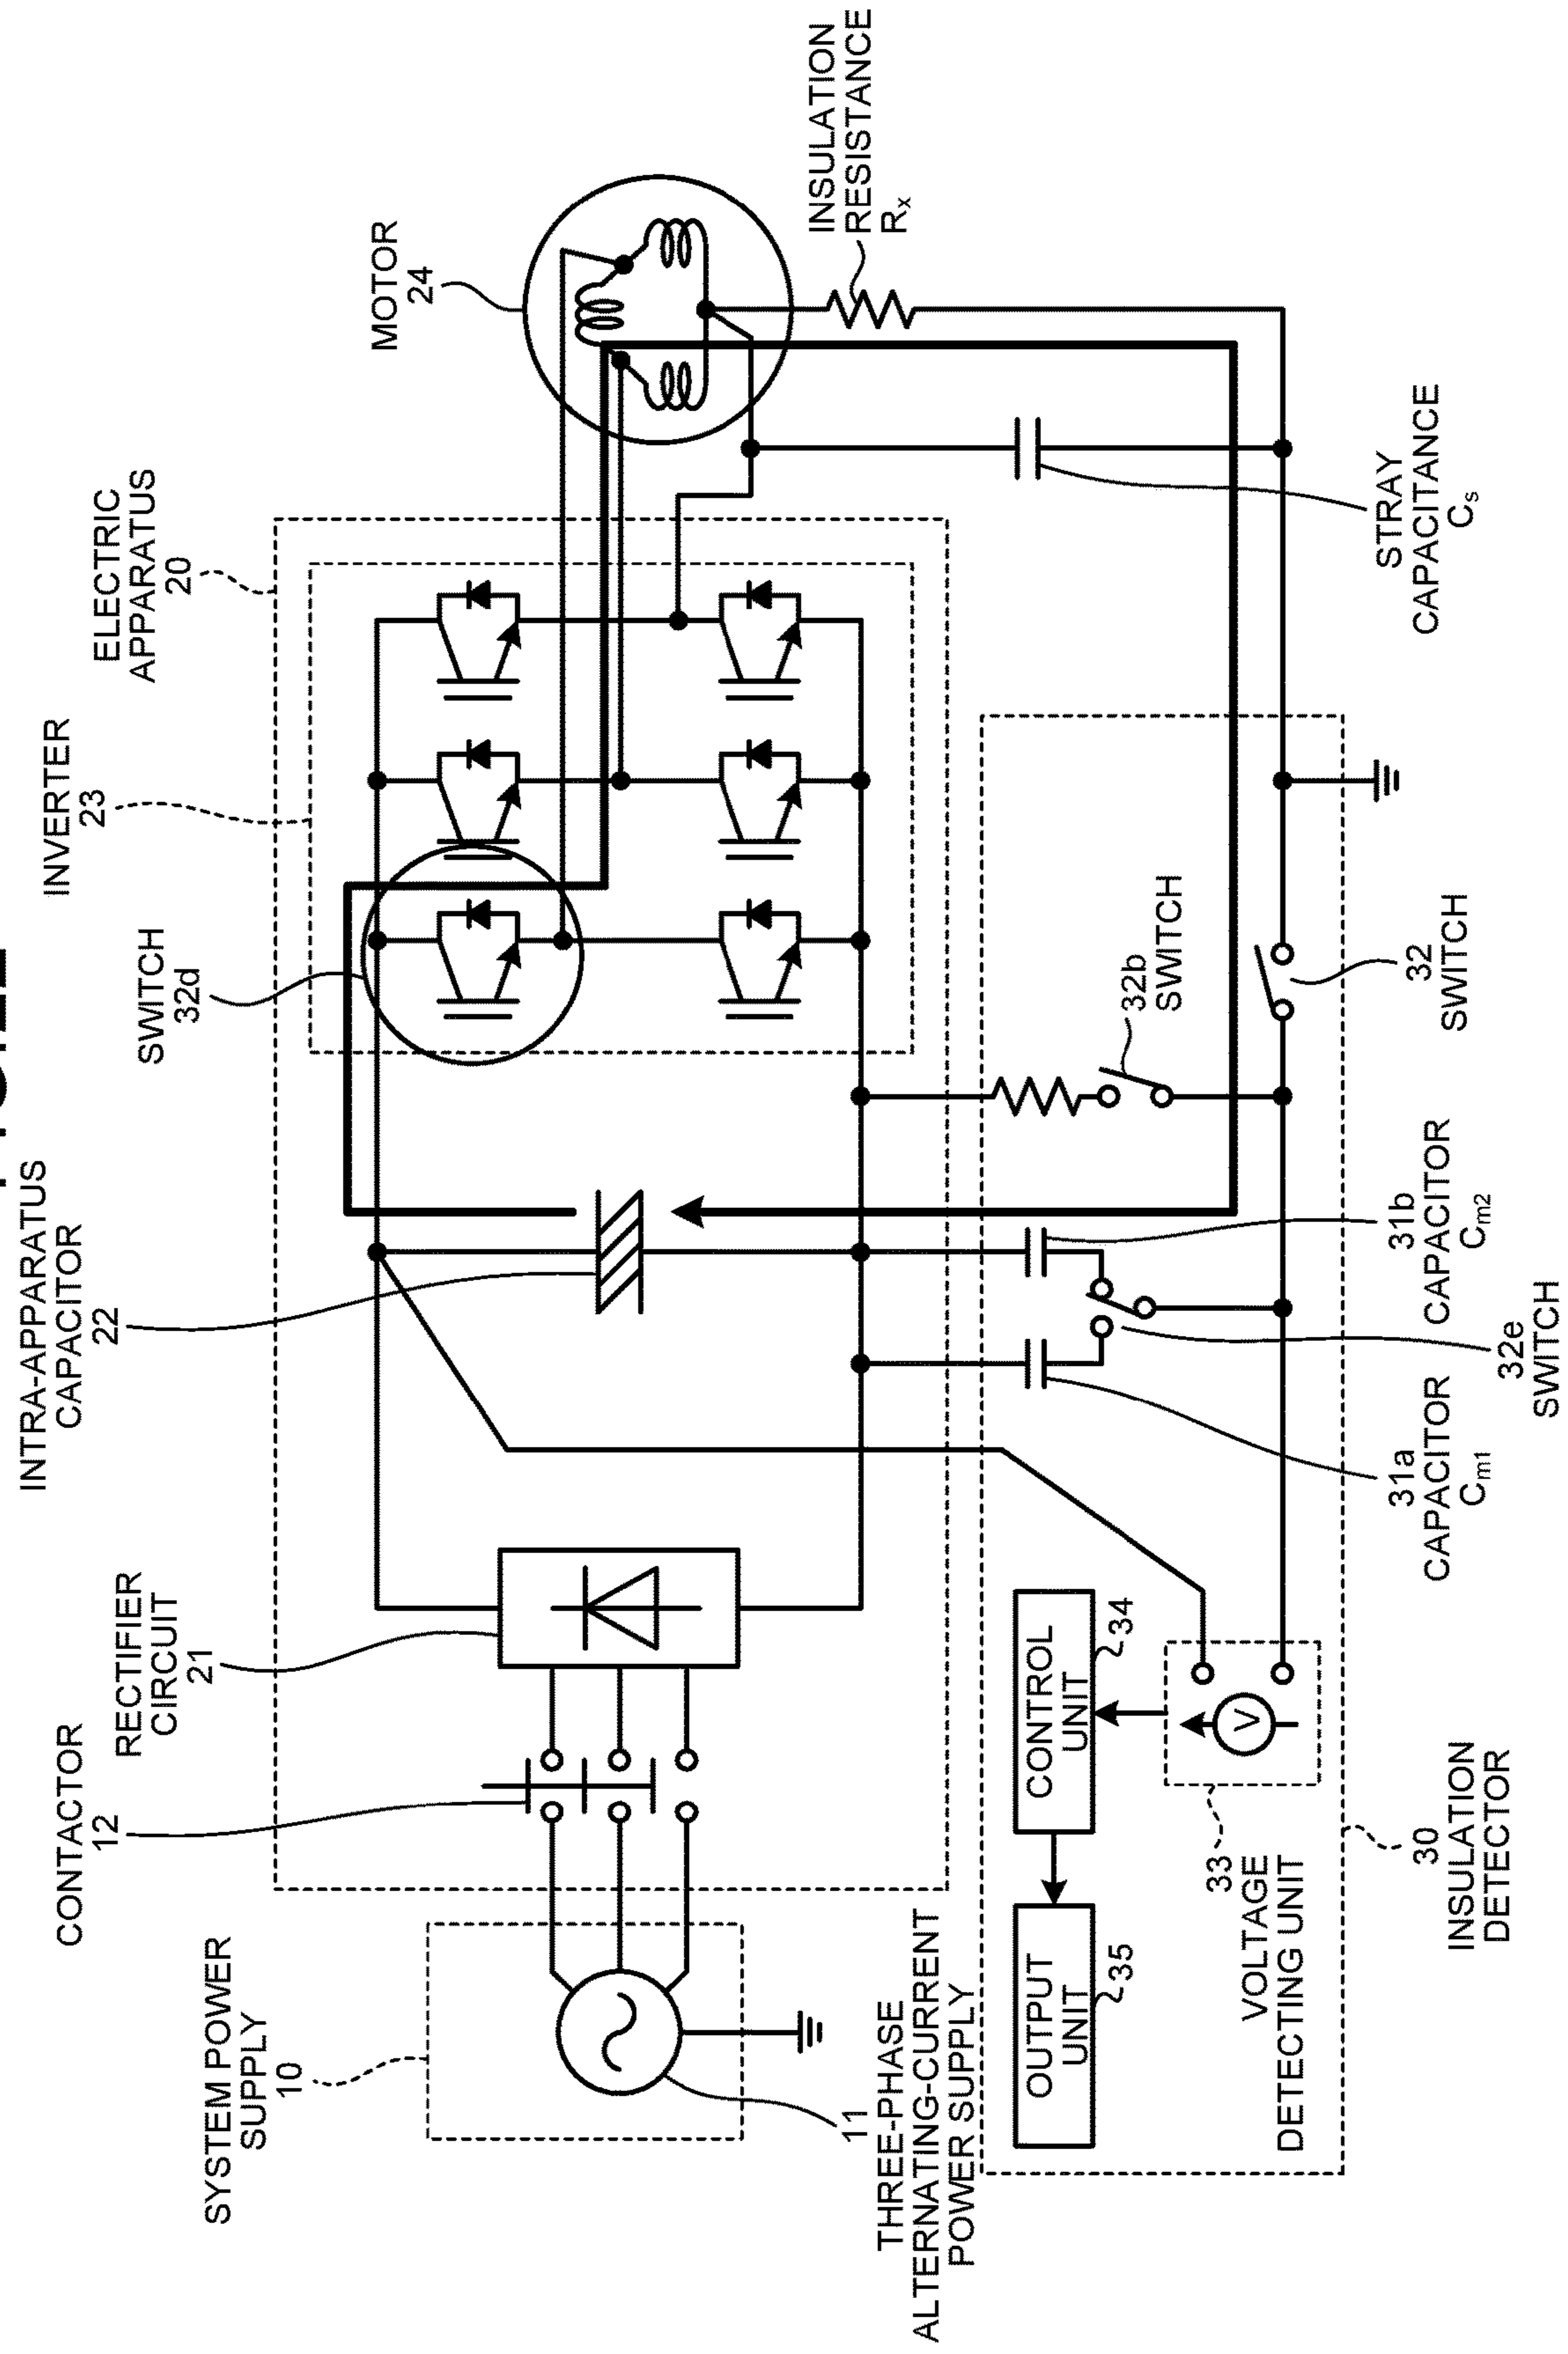 SYSTEM POWER
SUPPLY
10
CONTACTOR
12
RECTIFIER
CIRCUIT
21
INTRA-APPARATUS
CAPACITOR
22
SWITCH
32d
INVERTER
23
ELECTRIC
APPARATUS
20
MOTOR
24
INSULATION
RESISTANCE
Rx
11
THREE-PHASE
ALTERNATING-CURRENT
POWER SUPPLY
OUTPUT
UNIT
35
CONTROL
UNIT
34
V
33
VOLTAGE
DETECTING UNIT
30
INSULATION
DETECTOR
31a
CAPACITOR
Cm1
32e
SWITCH
31b
CAPACITOR
Cm2
32b
SWITCH
32
SWITCH
STRAY
CAPACITANCE
Cs